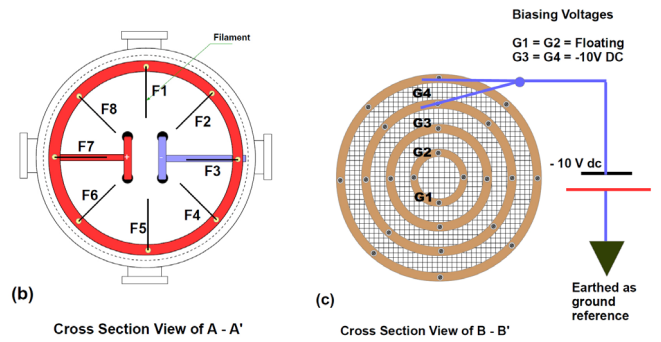 Filament
F1
F2
F8
F7
F3
F6
F4
F5
+
-
(b)
Cross Section View of A - A'
Biasing Voltages
G1 = G2 = Floating
G3 = G4 = -10V DC
G4
G3
G2
G1
- 10 V dc
Earthed as
ground
reference
(c)
Cross Section View of B - B'